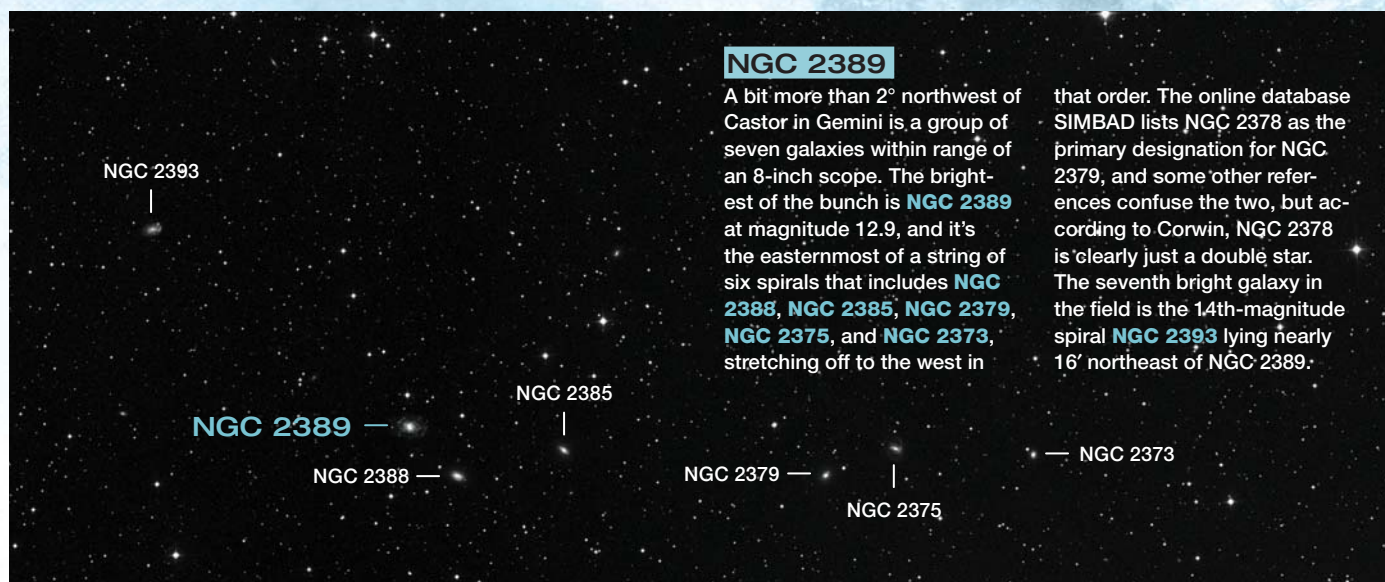 NGC 2389
A bit more than 2° northwest of
Castor in Gemini is a group of
seven galaxies within range of
an 8-inch scope. The bright-
est of the bunch is NGC 2389
at magnitude 12.9, and it’s
the easternmost of a string of
six spirals that includes NGC
2388, NGC 2385, NGC 2379,
NGC 2375, and NGC 2373,
stretching off to the west in
that order. The online database
SIMBAD lists NGC 2378 as the
primary designation for NGC
2379, and some other refer-
ences confuse the two, but ac-
cording to Corwin, NGC 2378
is clearly just a double star.
The seventh bright galaxy in
the field is the 14th-magnitude
spiral NGC 2393 lying nearly
16′ northeast of NGC 2389.
NGC 2393
NGC 2385
NGC 2389
NGC 2388
NGC 2379
NGC 2373
NGC 2375